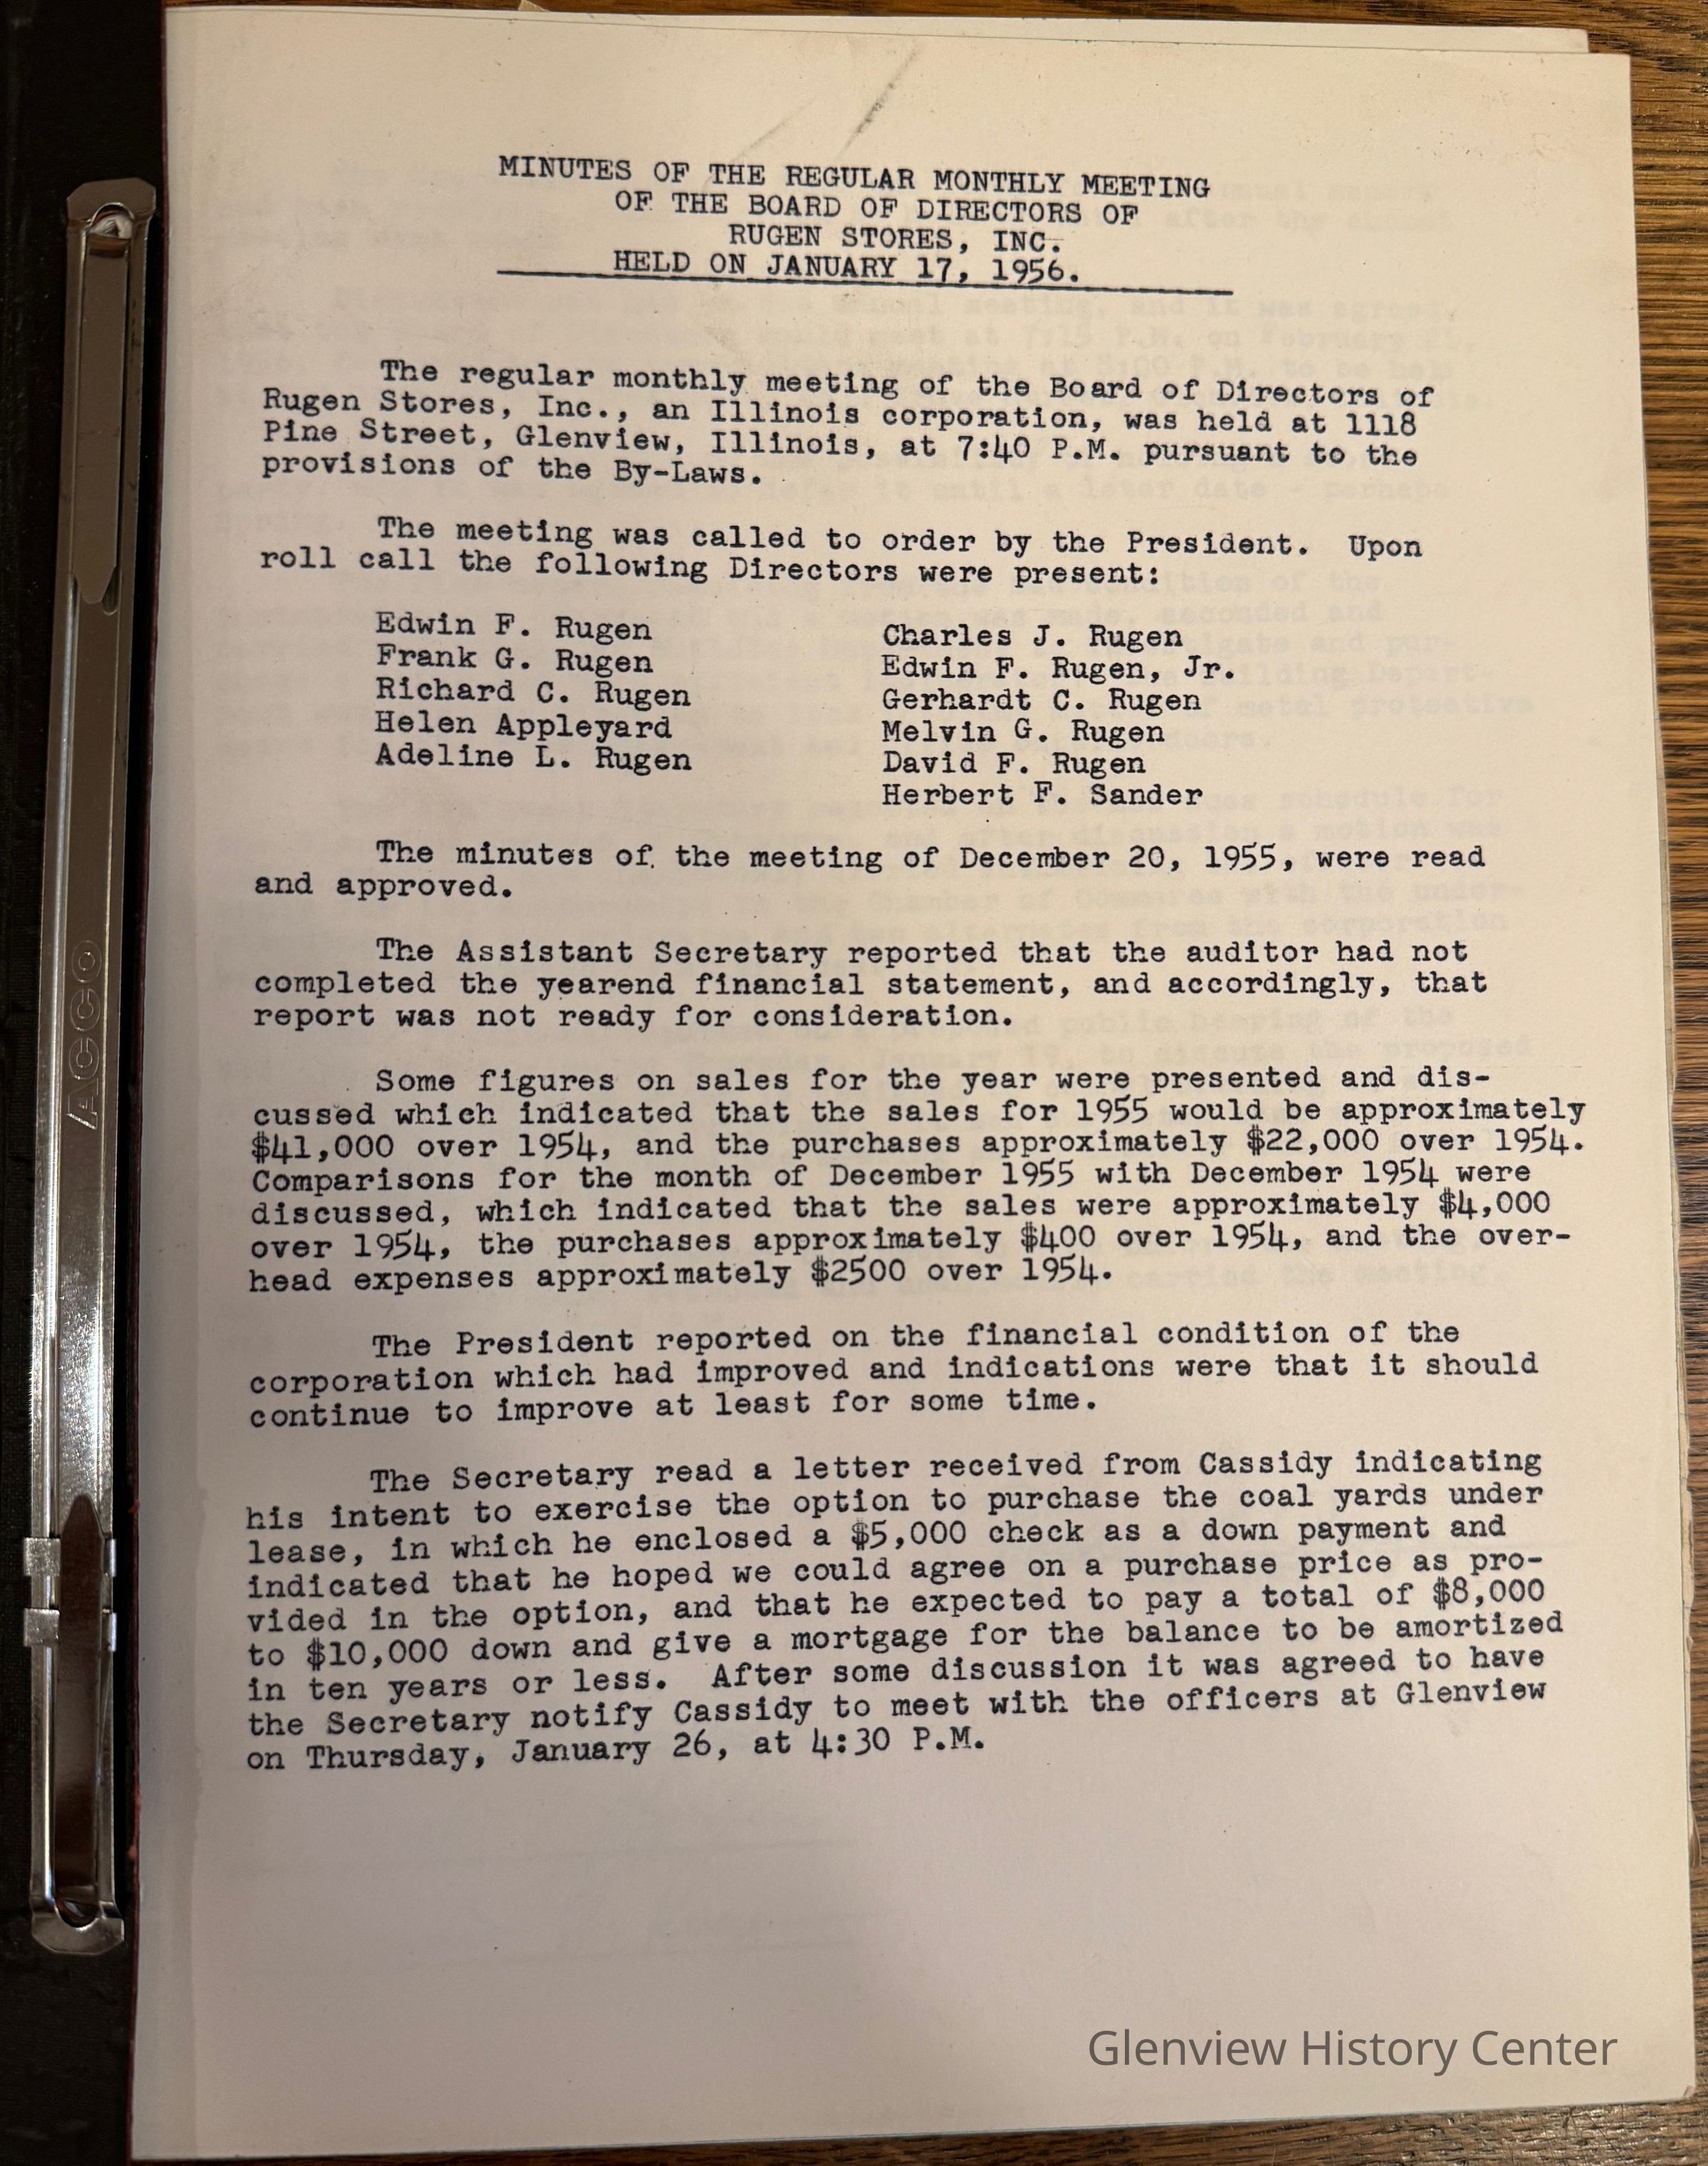 MINUTES OF THE REGULAR MONTHLY MEETING
OF THE BOARD OF DIRECTORS OF
RUGEN STORES, INC.
HELD ON JANUARY 17, 1956.
The regular monthly meeting of the Board of Directors of
Rugen Stores, Inc., an Illinois corporation, was held at 1118
Pine Street, Glenview, Illinois, at 7:40 P.M. pursuant to the
provisions of the By-Laws.
The meeting was called to order by the President. Upon
roll call the following Directors were present:
Edwin F. Rugen
Frank G. Rugen
Richard C. Rugen
Helen Appleyard
Adeline L. Rugen
Charles J. Rugen
Edwin F. Rugen, Jr.
Gerhardt C. Rugen
Melvin G. Rugen
David F. Rugen
Herbert F. Sander
The minutes of the meeting of December 20, 1955, were read
and approved.
The Assistant Secretary reported that the auditor had not
completed the yearend financial statement, and accordingly, that
report was not ready for consideration.
Some figures on sales for the year were presented and dis-
cussed which indicated that the sales for 1955 would be approximately
$41,000 over 1954, and the purchases approximately $22,000 over 1954.
Comparisons for the month of December 1955 with December 1954 were
discussed, which indicated that the sales were approximately $4,000
over 1954, the purchases approximately $400 over 1954, and the over-
head expenses approximately $2500 over 1954.
The President reported on the financial condition of the
corporation which had improved and indications were that it should
continue to improve at least for some time.
The Secretary read a letter received from Cassidy indicating
his intent to exercise the option to purchase the coal yards under
lease, in which he enclosed a $5,000 check as a down payment and
indicated that he hoped we could agree on a purchase price as pro-
vided in the option, and that he expected to pay a total of $8,000
to $10,000 down and give a mortgage for the balance to be amortized
in ten years or less. After some discussion it was agreed to have
the Secretary notify Cassidy to meet with the officers at Glenview
on Thursday, January 26, at 4:30 P.M.
ACCO
Glenview History Center